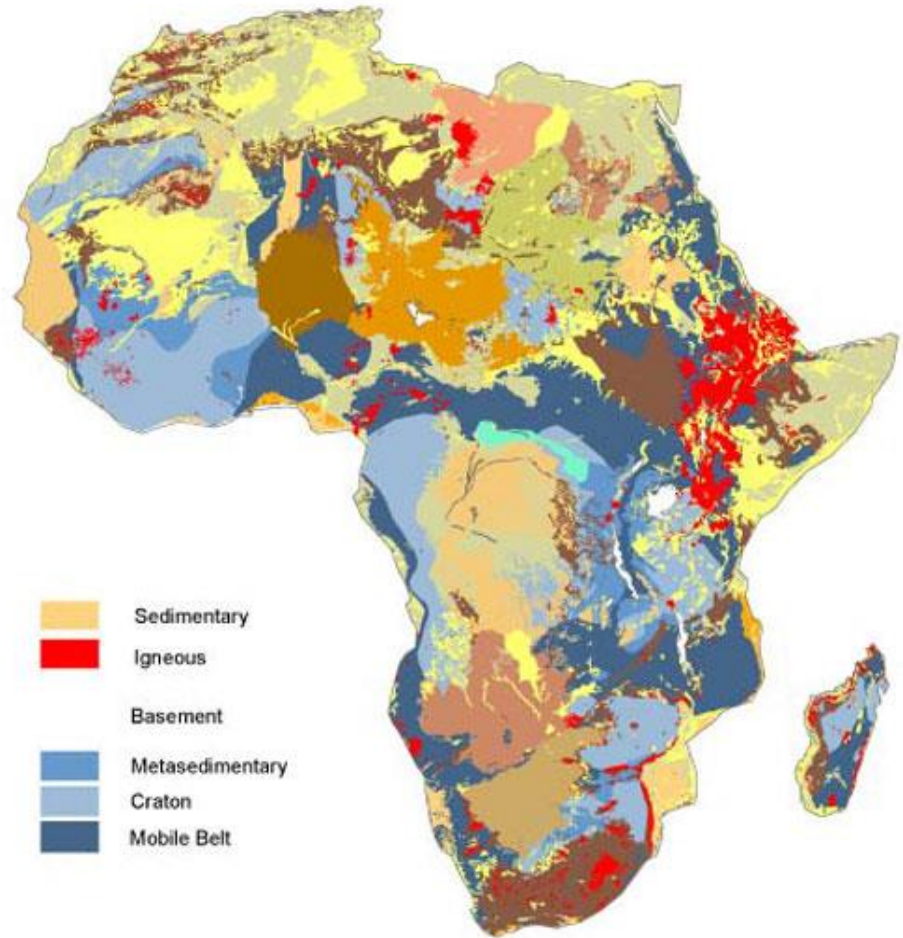 Sedimentary
Igneous
Basement
Metasedimentary
Craton
Mobile Belt